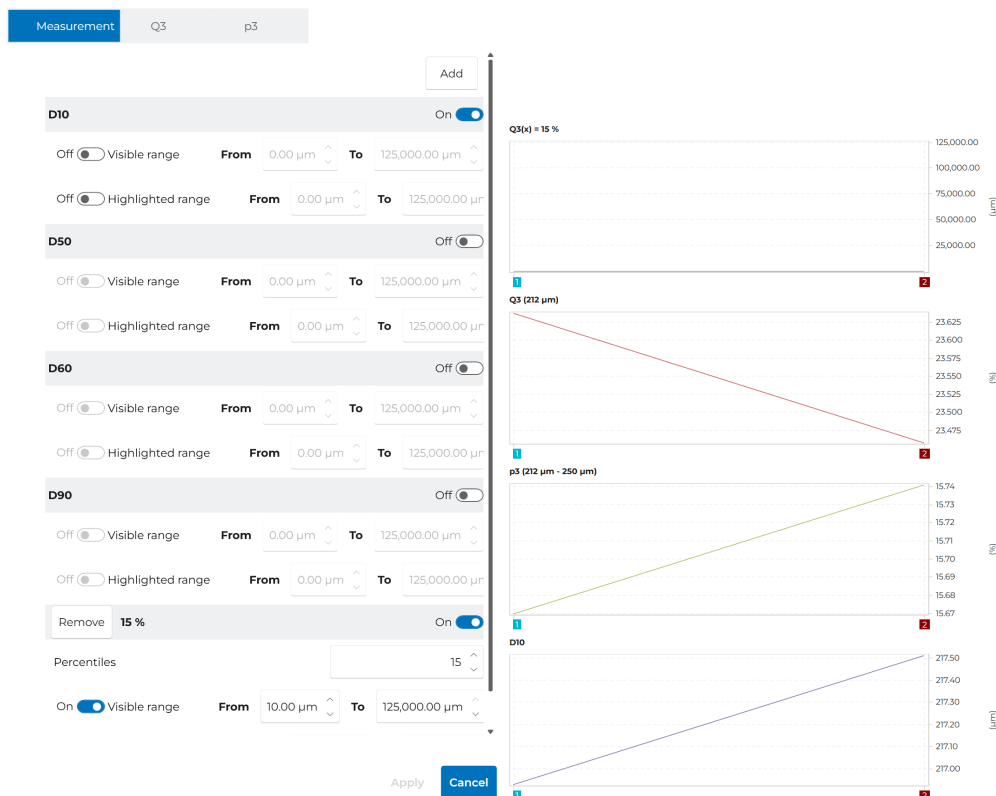 Measurement Q3 p3
Add
D10 On
Off Visible range From 0.00 µm To 125,000.00 µm
Off Highlighted range From 0.00 µm To 125,000.00 µm
D50 Off
Off Visible range From 0.00 µm To 125,000.00 µm
Off Highlighted range From 0.00 µm To 125,000.00 µm
D60 Off
Off Visible range From 0.00 µm To 125,000.00 µm
Off Highlighted range From 0.00 µm To 125,000.00 µm
D90 Off
Off Visible range From 0.00 µm To 125,000.00 µm
Off Highlighted range From 0.00 µm To 125,000.00 µm
Remove 15 % On
Percentiles 15
On Visible range From 10.00 µm To 125,000.00 µm
Apply Cancel
Q3(x) = 15 %
125,000.00
100,000.00
75,000.00
50,000.00
25,000.00
(µm)
1 2
Q3 (212 µm)
23.625
23.600
23.575
23.550
23.525
23.500
23.475
(%)
1 2
p3 (212 µm - 250 µm)
15.74
15.73
15.72
15.71
15.70
15.69
15.68
15.67
(%)
1 2
D10
217.50
217.40
217.30
217.20
217.10
217.00
(µm)
1 2